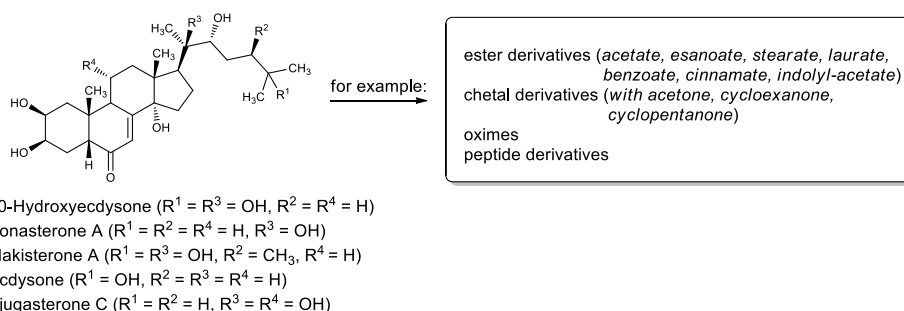 R³ OH
H₃C R²
CH₃
R⁴ CH₃
CH₃ H₃C R¹
HO
OH
HO
H
O
for example:
ester derivatives (acetate, esanoate, stearate, laurate,
benzoate, cinnamate, indolyl-acetate)
chetal derivatives (with acetone, cycloexanone,
cyclopentanone)
oximes
peptide derivatives
0-Hydroxyecdysone (R¹ = R³ = OH, R² = R⁴ = H)
onasterone A (R¹ = R² = R⁴ = H, R³ = OH)
lakisterone A (R¹ = R³ = OH, R² = CH₃, R⁴ = H)
cdysone (R¹ = OH, R² = R³ = R⁴ = H)
jugasterone C (R¹ = R² = H, R³ = R⁴ = OH)